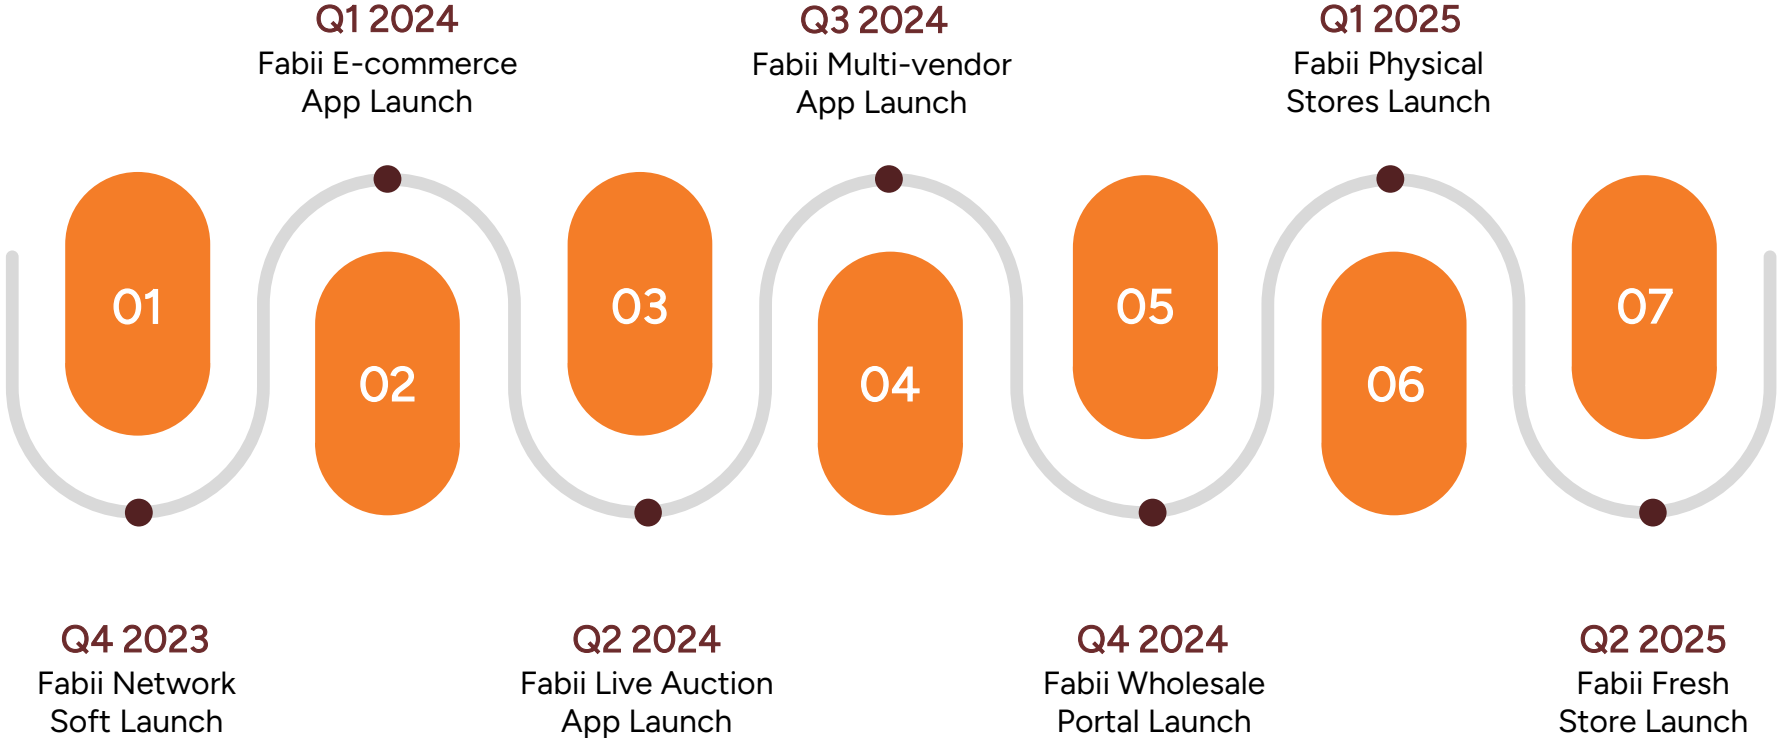 Q1 2024
Fabii E-commerce
App Launch
Q3 2024
Fabii Multi-vendor
App Launch
Q1 2025
Fabii Physical
Stores Launch
01
02
03
04
05
06
07
Q4 2023
Fabii Network
Soft Launch
Q2 2024
Fabii Live Auction
App Launch
Q4 2024
Fabii Wholesale
Portal Launch
Q2 2025
Fabii Fresh
Store Launch